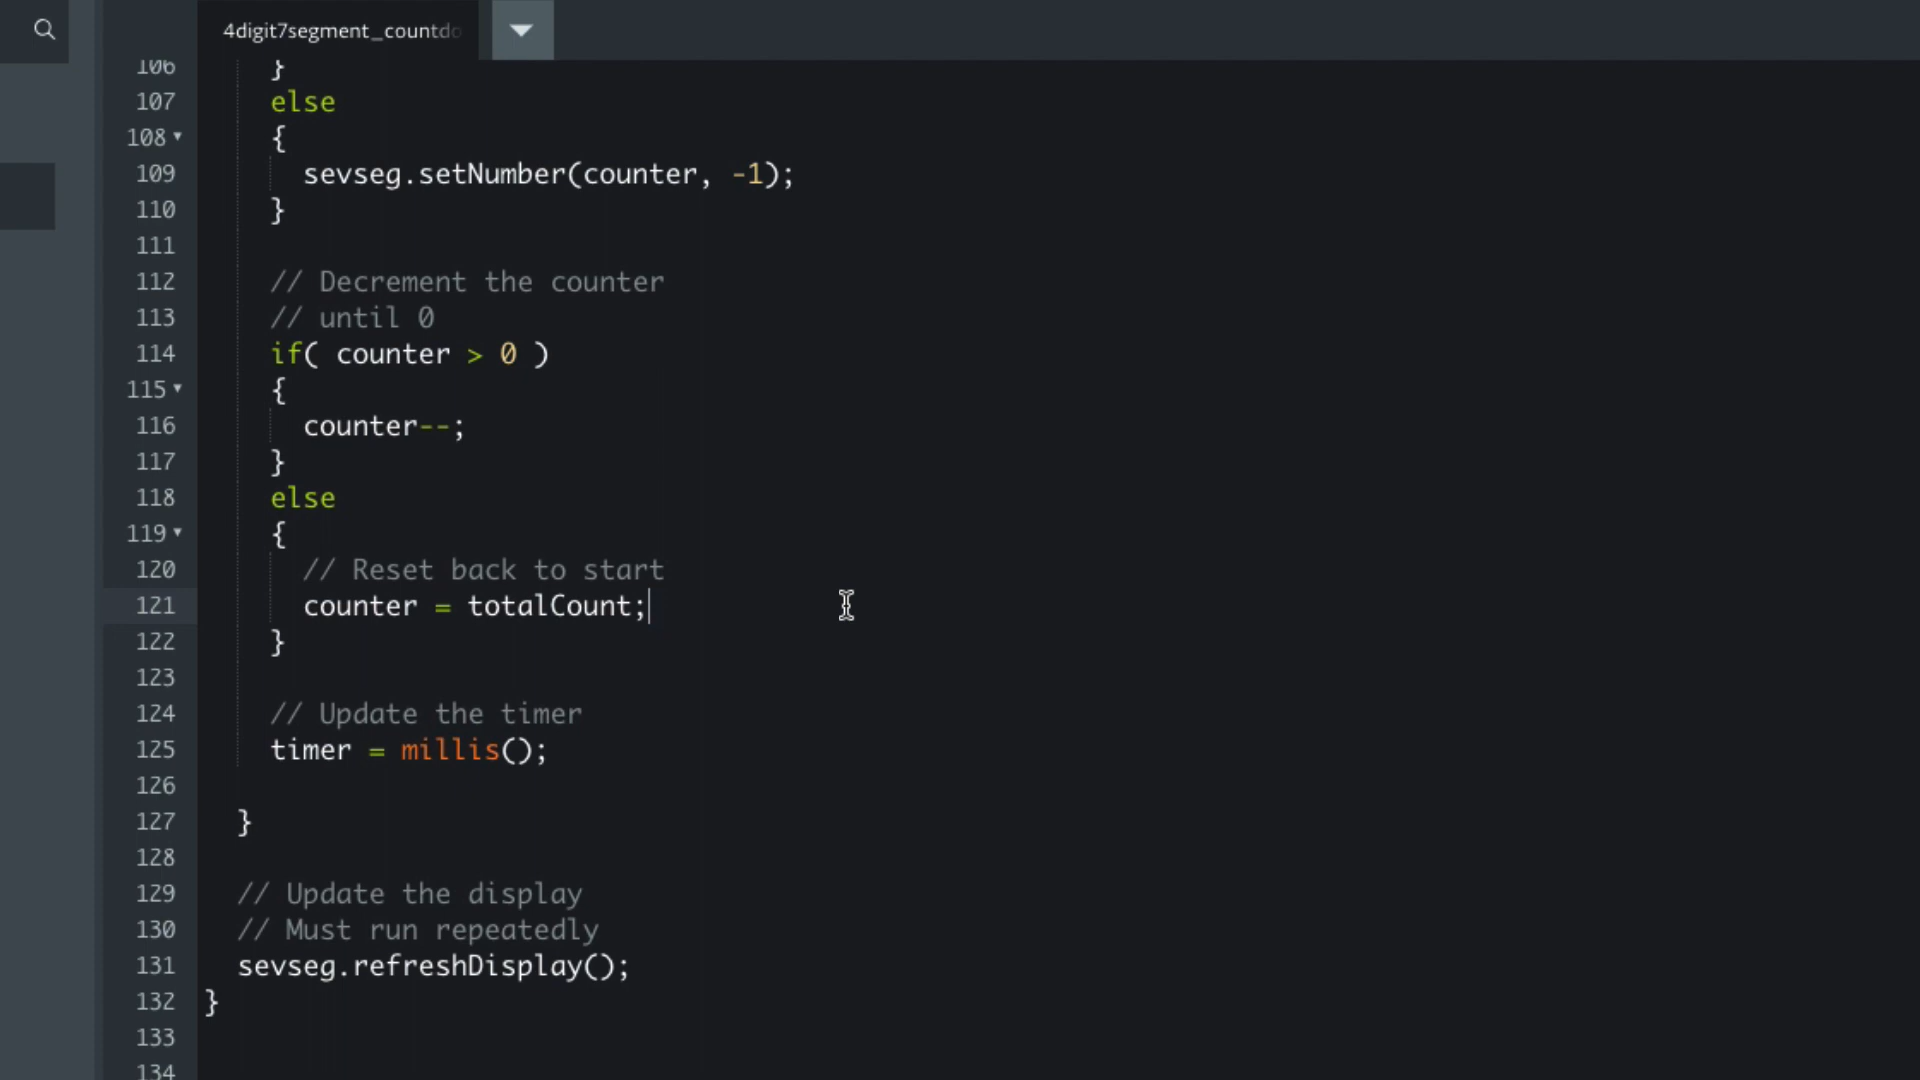 4digit7segment_countdo
106 }
107 else
108 {
109 sevseg.setNumber(counter, -1);
110 }
111
112 // Decrement the counter
113 // until 0
114 if( counter > 0 )
115 {
116 counter--;
117 }
118 else
119 {
120 // Reset back to start
121 counter = totalCount;
122 }
123
124 // Update the timer
125 timer = millis();
126
127 }
128
129 // Update the display
130 // Must run repeatedly
131 sevseg.refreshDisplay();
132 }
133
134